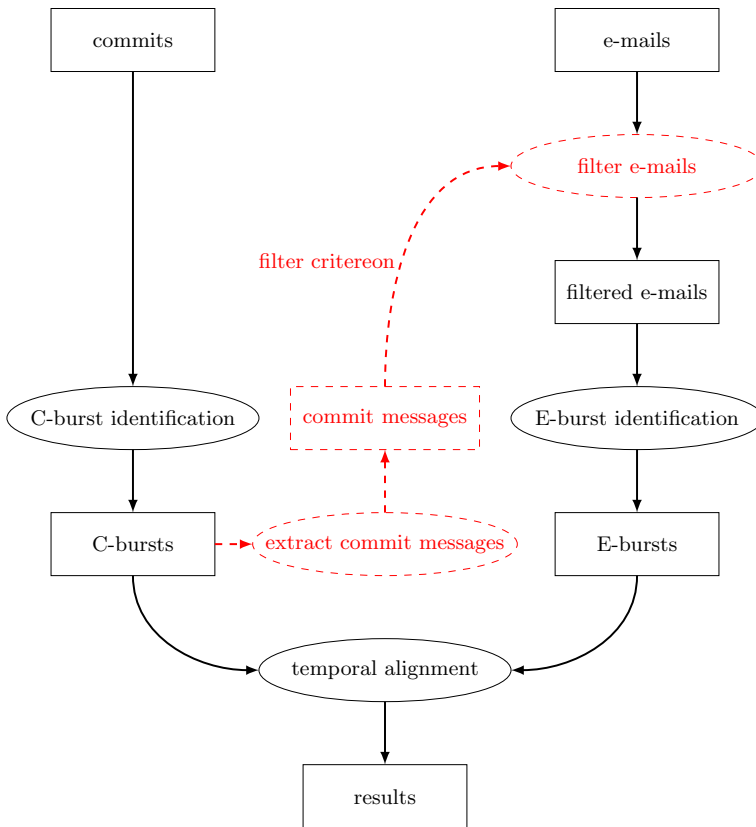 commits
e-mails
filter e-mails
filter critereon
filtered e-mails
C-burst identification
commit messages
E-burst identification
C-bursts
extract commit messages
E-bursts
temporal alignment
results